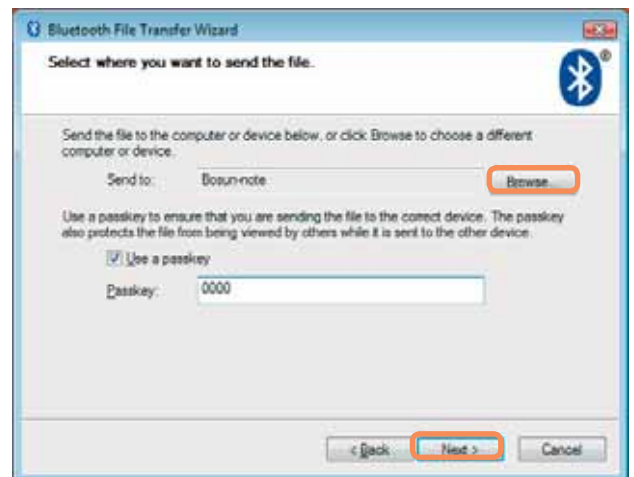 Bluetooth File Transfer Wizard
Select where you want to send the file.
®
Send the file to the computer or device below, or click Browse to choose a different
computer or device.
Send to: Bosun-note Browse...
Use a passkey to ensure that you are sending the file to the correct device. The passkey
also protects the file from being viewed by others while it is sent to the other device.
Use a passkey
Passkey: 0000
< Back Next > Cancel